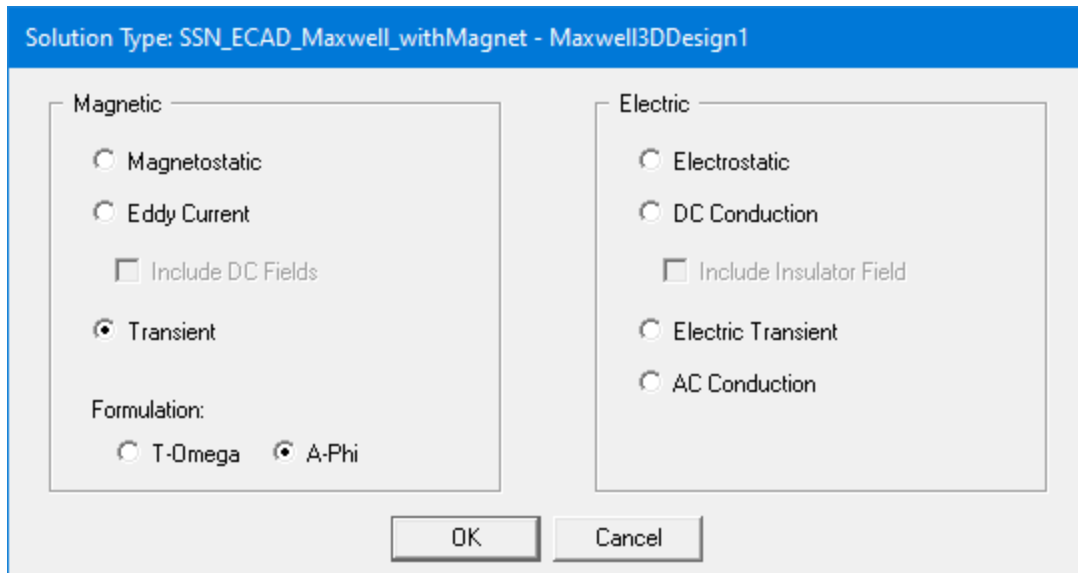 Solution Type: SSN_ECAD_Maxwell_withMagnet - Maxwell3DDesign1
Magnetic
Magnetostatic
Eddy Current
Include DC Fields
Transient
Formulation:
T-Omega A-Phi
Electric
Electrostatic
DC Conduction
Include Insulator Field
Electric Transient
AC Conduction
OK Cancel